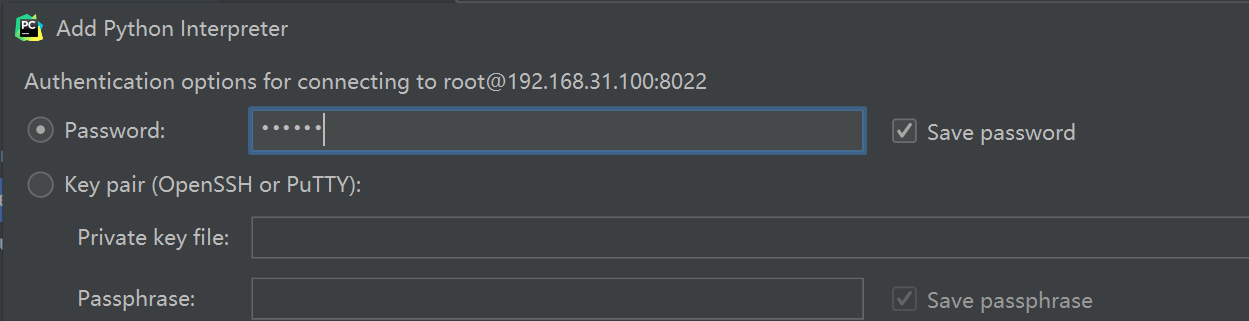 PC
Add Python Interpreter
Authentication options for connecting to root@192.168.31.100:8022
Password: •••••• Save password
Key pair (OpenSSH or PuTTY):
Private key file:
Passphrase: Save passphrase